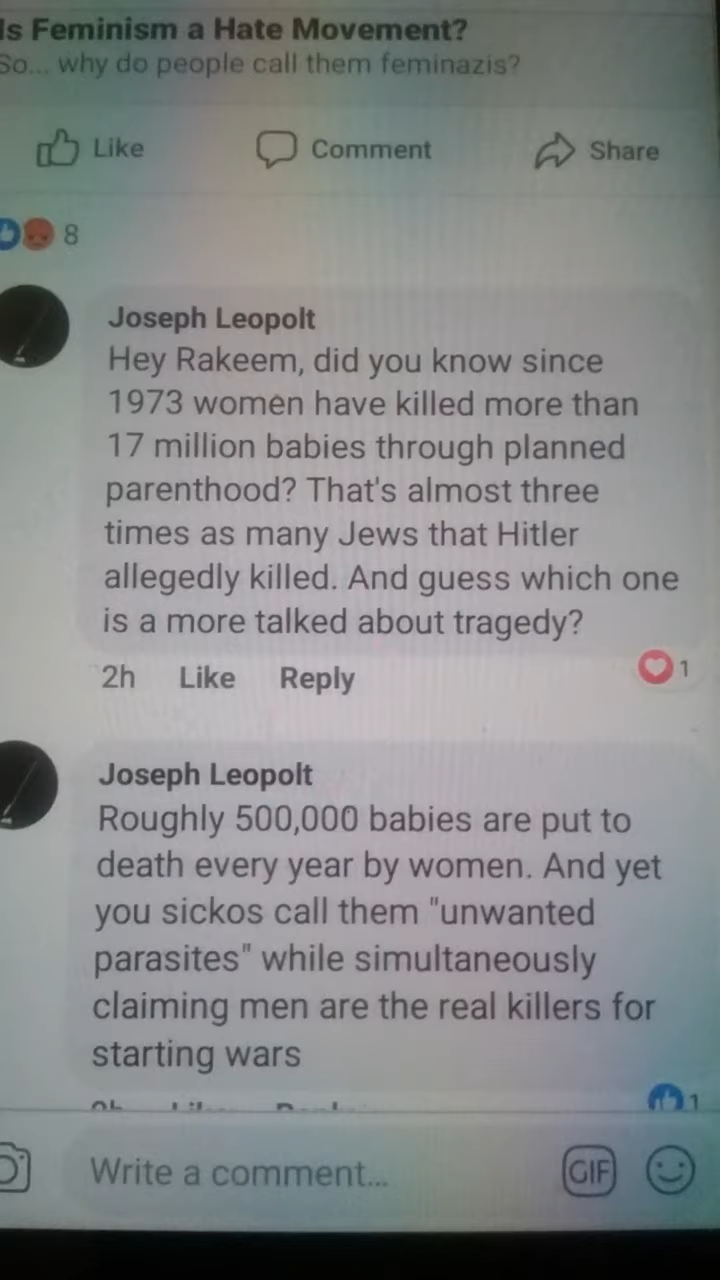 Is Feminism a Hate Movement?
So... why do people call them feminazis?
Like Comment Share
8
Joseph Leopolt
Hey Rakeem, did you know since
1973 women have killed more than
17 million babies through planned
parenthood? That's almost three
times as many Jews that Hitler
allegedly killed. And guess which one
is a more talked about tragedy?
2h Like Reply 1
Joseph Leopolt
Roughly 500,000 babies are put to
death every year by women. And yet
you sickos call them "unwanted
parasites" while simultaneously
claiming men are the real killers for
starting wars
1
Write a comment... GIF